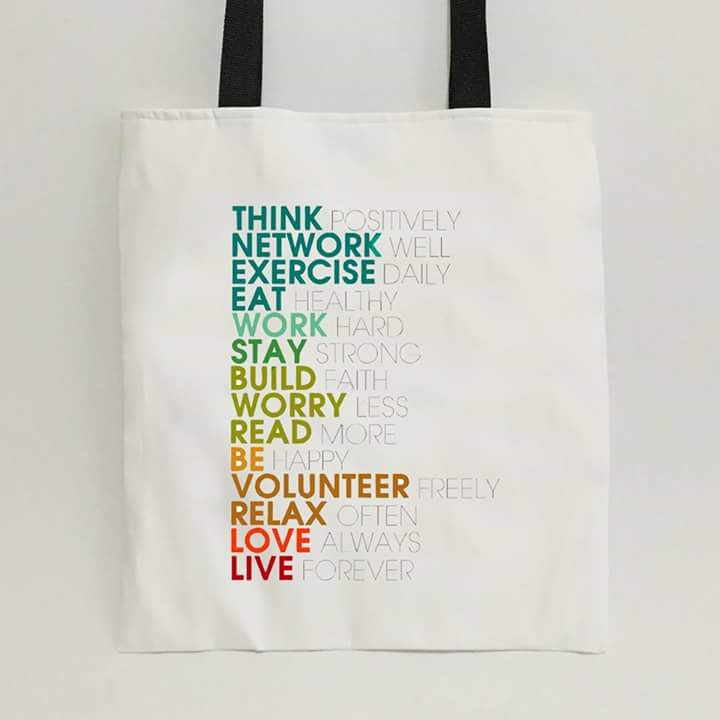 THINK POSITIVELY
NETWORK WELL
EXERCISE DAILY
EAT HEALTHY
WORK HARD
STAY STRONG
BUILD FAITH
WORRY LESS
READ MORE
BE HAPPY
VOLUNTEER FREELY
RELAX OFTEN
LOVE ALWAYS
LIVE FOREVER